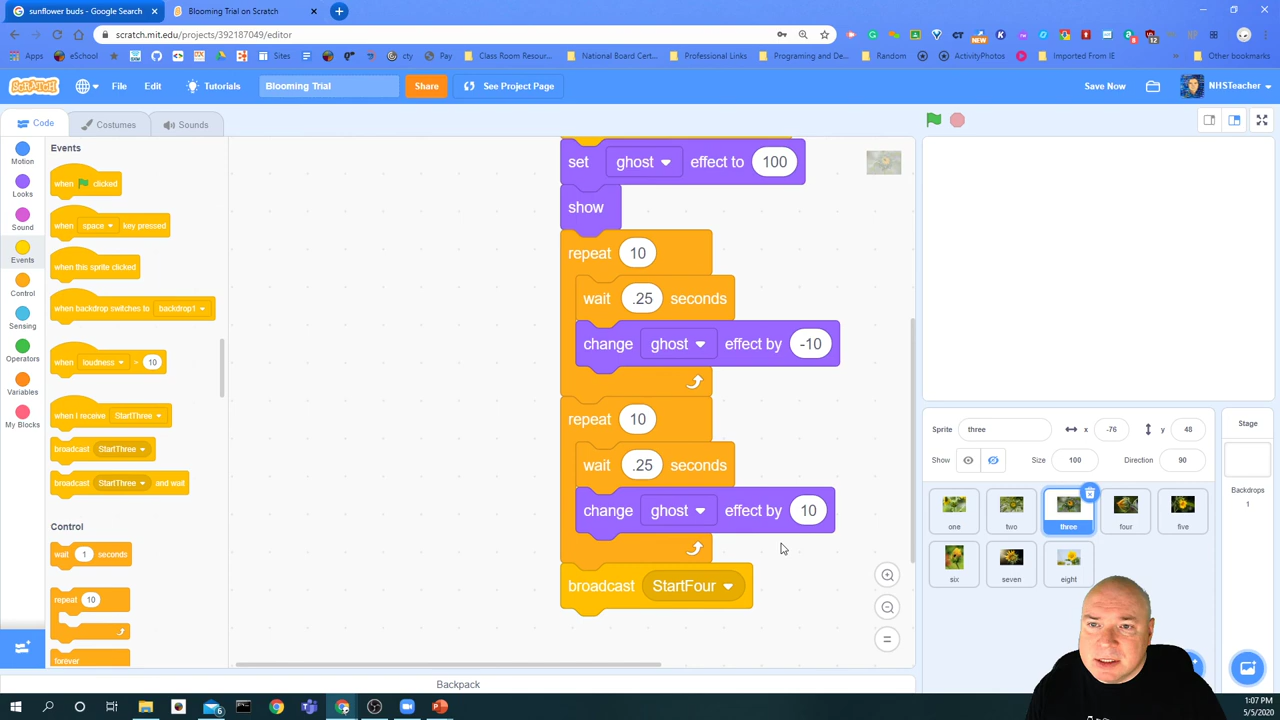 sunflower buds - Google Search
Blooming Trial on Scratch
scratch.mit.edu/projects/392187049/editor
Apps
eSchool
Sites
cty
Pay
Class Room Resour...
National Board Cert...
Professional Links
Programing and De...
Random
ActivityPhotos
Imported From IE
Other bookmarks
SCRATCH
File
Edit
Tutorials
Blooming Trial
Share
See Project Page
Save Now
NHSTeacher
Code
Costumes
Sounds
Motion
Looks
Sound
Events
Control
Sensing
Operators
Variables
My Blocks
Events
when clicked
when space key pressed
when this sprite clicked
when backdrop switches to backdrop1
when loudness > 10
when I receive StartThree
broadcast StartThree
broadcast StartThree and wait
Control
wait 1 seconds
repeat 10
forever
set ghost effect to 100
show
repeat 10
wait .25 seconds
change ghost effect by -10
repeat 10
wait .25 seconds
change ghost effect by 10
broadcast StartFour
Backpack
Sprite three x -76 y 48
Show Size 100 Direction 90
one two three four five
six seven eight
Stage
Backdrops
1
1:07 PM
5/5/2020